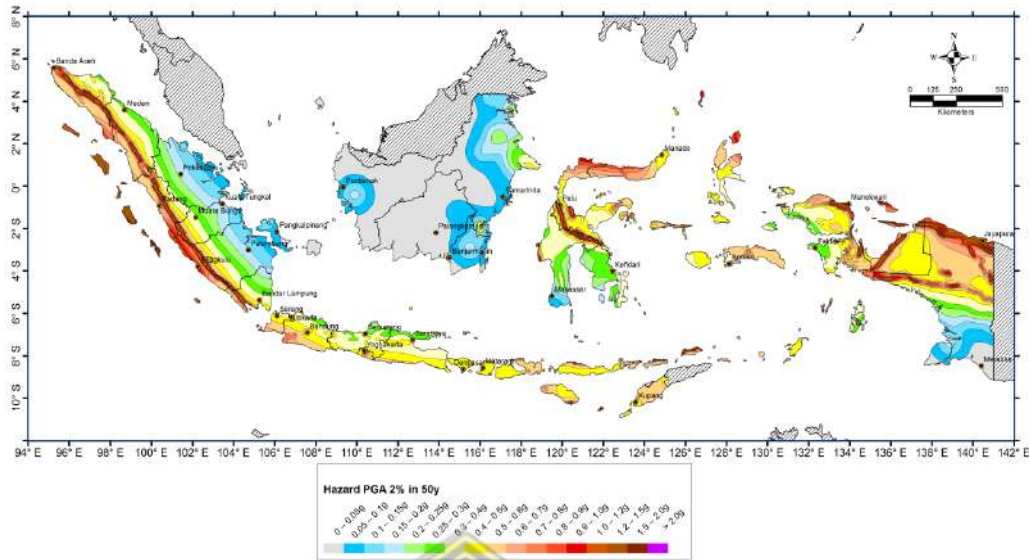 8° N
6° N
4° N
2° N
0°
2° S
4° S
6° S
8° S
10° S
Banda Aceh
Medan
Pekanbaru
Padang
Kuala Tungkal
Muara Bungo
Pangkalpinang
Palembang
Bengkulu
Bandar Lampung
Serang
Jakarta
Bandung
Semarang
Surabaya
Yogyakarta
Denpasar
Mataram
Kupang
Pontianak
Palangkaraya
Samarinda
Banjarmasin
Manado
Palu
Kendari
Makassar
Ambon
Manokwari
Jayapura
Merauke
N
W E
S
0 125 250 500
Kilometers
94° E 96° E 98° E 100° E 102° E 104° E 106° E 108° E 110° E 112° E 114° E 116° E 118° E 120° E 122° E 124° E 126° E 128° E 130° E 132° E 134° E 136° E 138° E 140° E 142° E
Hazard PGA 2% in 50y
0 – 0.05g
0.05 – 0.1g
0.1 – 0.15g
0.15 – 0.2g
0.2 – 0.25g
0.25 – 0.3g
0.3 – 0.4g
0.4 – 0.5g
0.5 – 0.6g
0.6 – 0.7g
0.7 – 0.8g
0.8 – 0.9g
0.9 – 1.0g
1.0 – 1.2g
1.2 – 1.5g
1.5 – 2.0g
> 2.0g